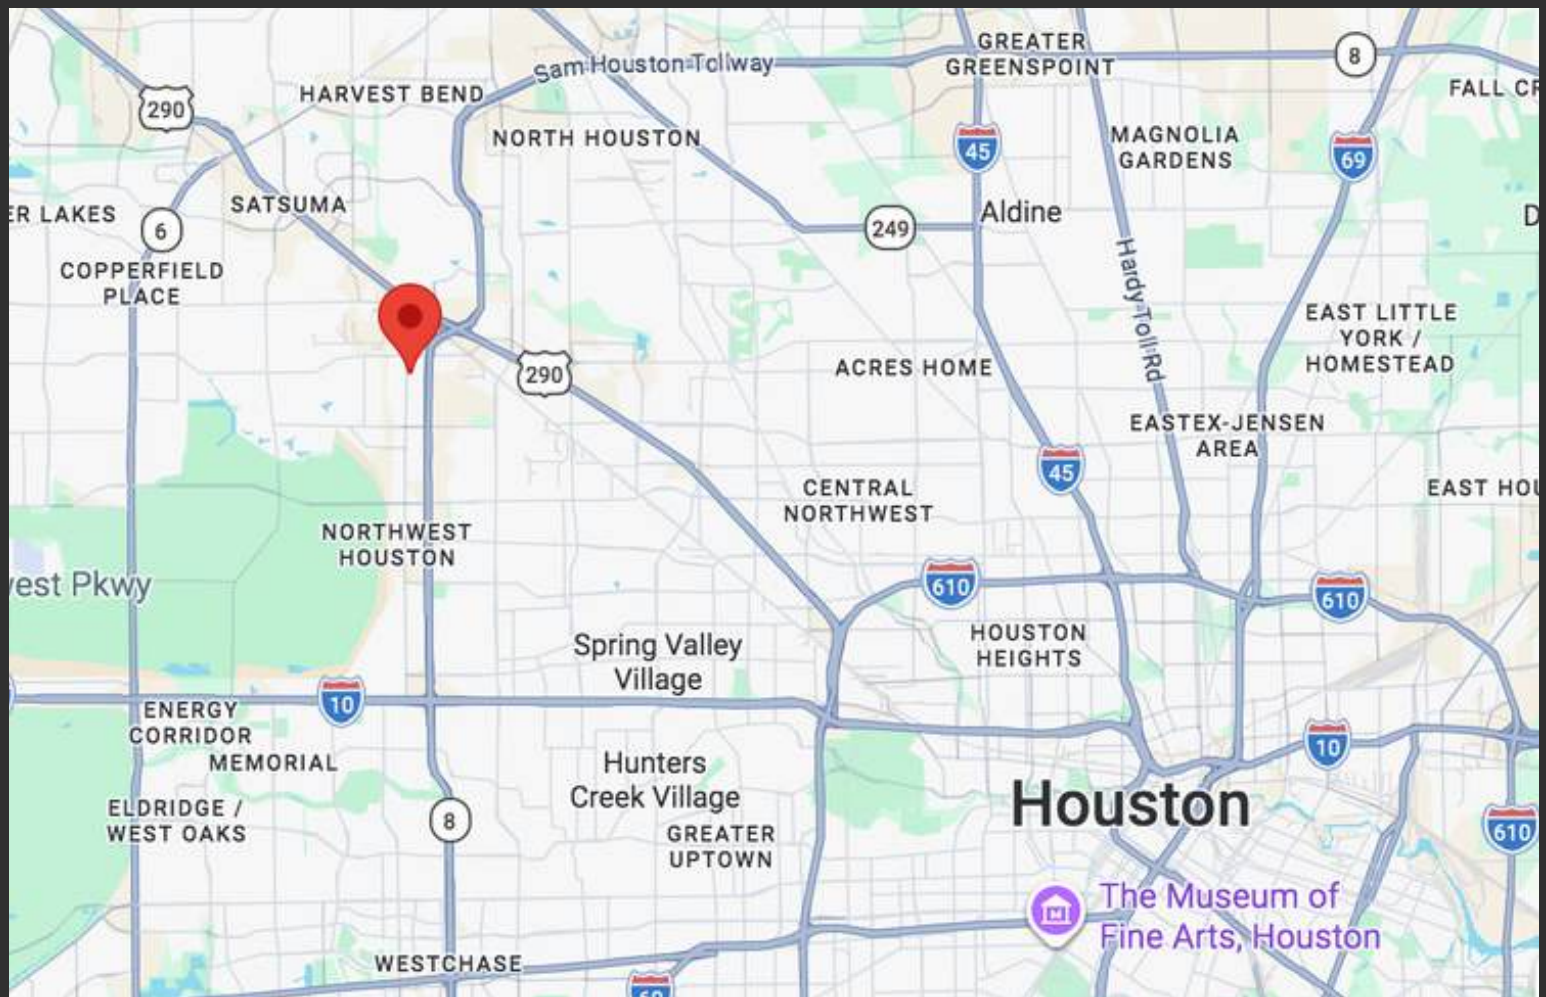 GREATER
GREENSPOINT
8
Sam Houston Tollway
FALL CR
290
HARVEST BEND
NORTH HOUSTON
45
MAGNOLIA
GARDENS
69
SATSUMA
ER LAKES
6
249
Aldine
D
COPPERFIELD
PLACE
Hardy Toll Rd
EAST LITTLE
YORK /
HOMESTEAD
290
ACRES HOME
EASTEX-JENSEN
AREA
45
CENTRAL
NORTHWEST
EAST HOU
NORTHWEST
HOUSTON
vest Pkwy
610
610
HOUSTON
HEIGHTS
Spring Valley
Village
10
ENERGY
CORRIDOR
MEMORIAL
10
Hunters
Creek Village
Houston
ELDRIDGE /
WEST OAKS
8
GREATER
UPTOWN
610
The Museum of
Fine Arts, Houston
WESTCHASE
69